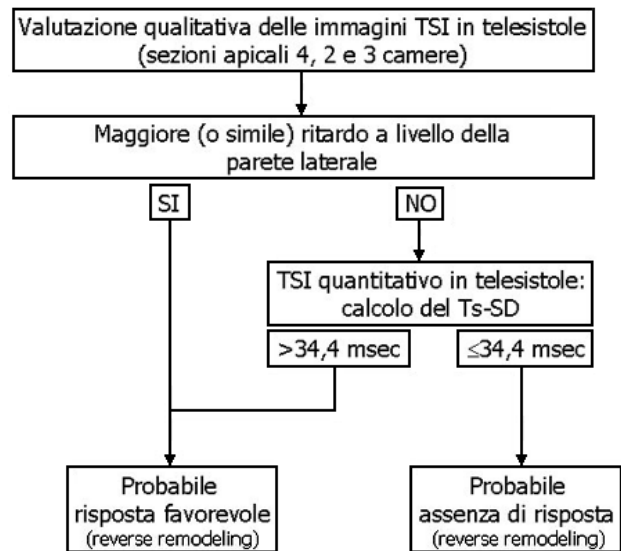 Valutazione qualitativa delle immagini TSI in telesistole
(sezioni apicali 4, 2 e 3 camere)
Maggiore (o simile) ritardo a livello della
parete laterale
SI
NO
TSI quantitativo in telesistole:
calcolo del Ts-SD
>34,4 msec
≤34,4 msec
Probabile
risposta favorevole
(reverse remodeling)
Probabile
assenza di risposta
(reverse remodeling)